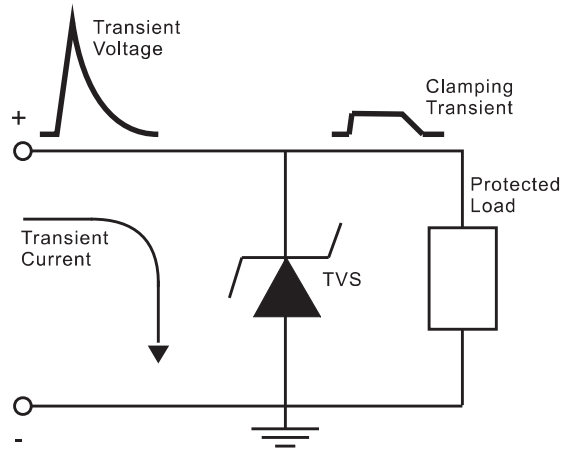 Transient
Voltage
Clamping
Transient
+
Protected
Load
Transient
Current
TVS
-